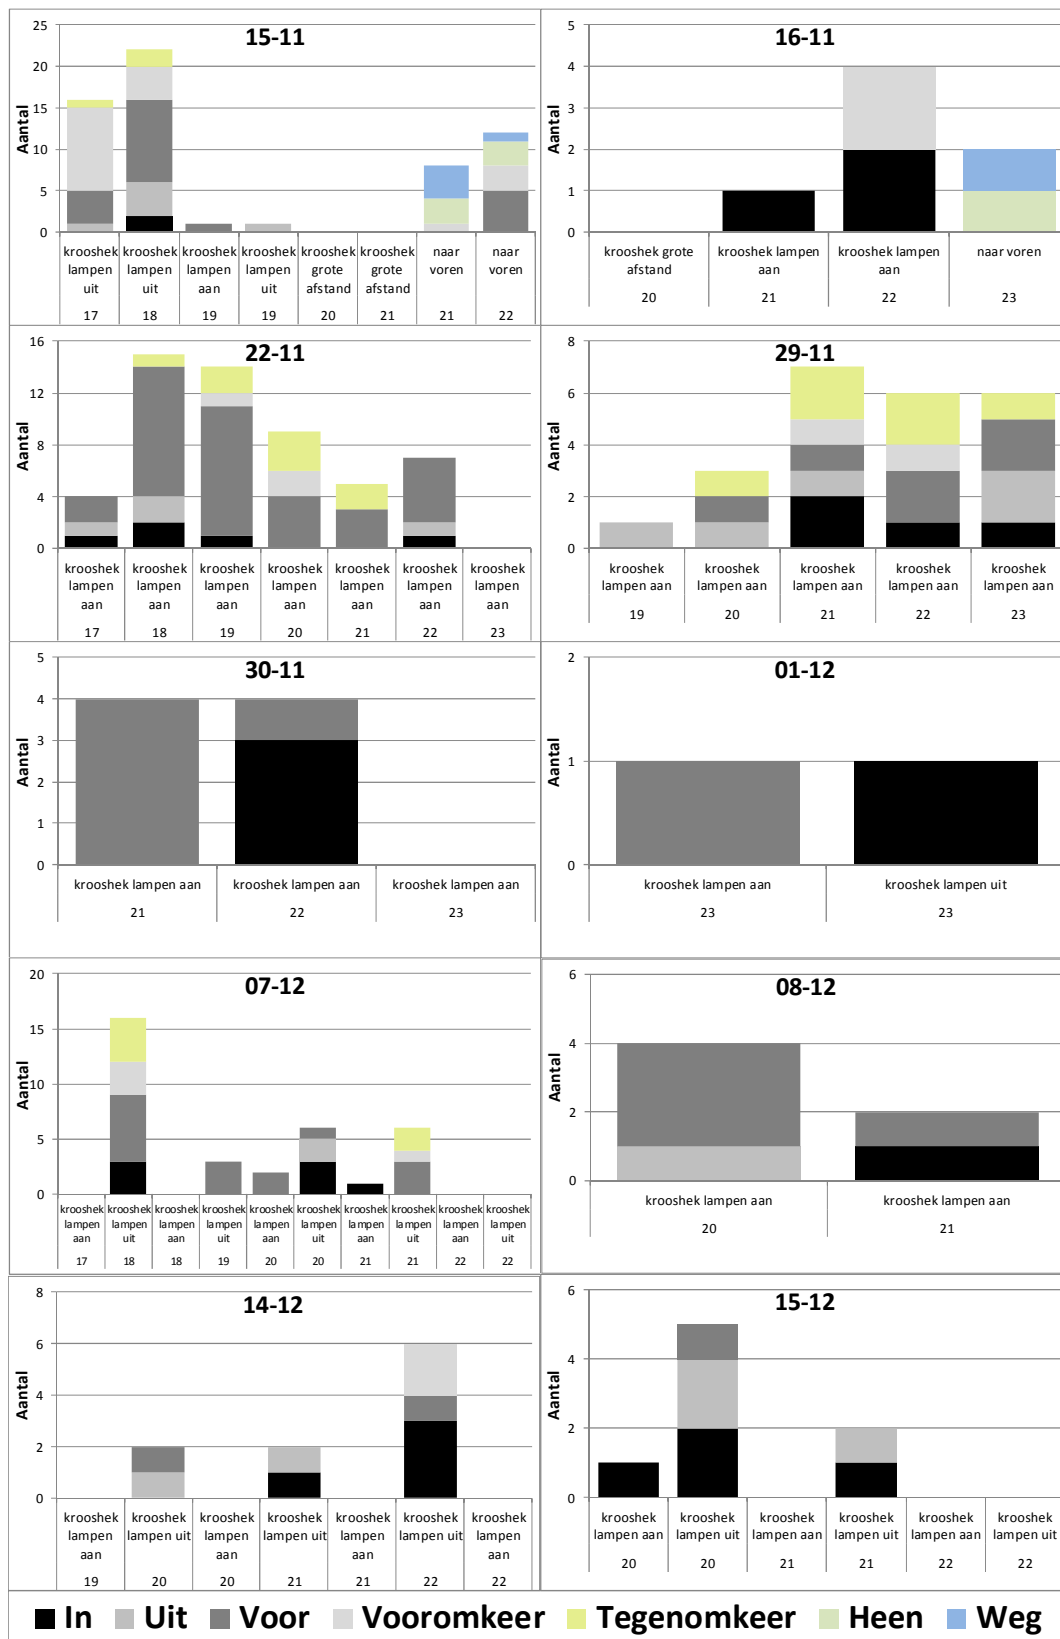 15-11
Aantal
25
20
15
10
5
0
krooshek krooshek krooshek krooshek krooshek krooshek naar naar
lampen lampen lampen lampen grote grote voren voren
uit uit aan uit afstand afstand
17 18 19 19 20 21 21 22
16-11
Aantal
5
4
3
2
1
0
krooshek grote krooshek lampen krooshek lampen naar voren
afstand aan aan
20 21 22 23
22-11
Aantal
16
12
8
4
0
krooshek krooshek krooshek krooshek krooshek krooshek krooshek
lampen lampen lampen lampen lampen lampen lampen
aan aan aan aan aan aan aan
17 18 19 20 21 22 23
29-11
Aantal
8
6
4
2
0
krooshek krooshek krooshek krooshek krooshek
lampen aan lampen aan lampen aan lampen aan lampen aan
19 20 21 22 23
30-11
Aantal
5
4
3
2
1
0
krooshek lampen aan krooshek lampen aan krooshek lampen aan
21 22 23
01-12
Aantal
2
1
0
krooshek lampen aan krooshek lampen uit
23 23
07-12
Aantal
20
15
10
5
0
krooshek krooshek krooshek krooshek krooshek krooshek krooshek krooshek krooshek krooshek
lampen lampen lampen lampen lampen lampen lampen lampen lampen lampen
aan uit aan uit aan uit aan uit aan uit
17 18 18 19 20 20 21 21 22 22
08-12
Aantal
6
4
2
0
krooshek lampen aan krooshek lampen aan
20 21
14-12
Aantal
8
6
4
2
0
krooshek krooshek krooshek krooshek krooshek krooshek krooshek
lampen lampen uit lampen lampen uit lampen lampen uit lampen
aan aan aan aan
19 20 20 21 21 22 22
15-12
Aantal
6
4
2
0
krooshek krooshek krooshek krooshek krooshek krooshek
lampen aan lampen uit lampen aan lampen uit lampen aan lampen uit
20 20 21 21 22 22
In Uit Voor Vooromkeer Tegenomkeer Heen Weg